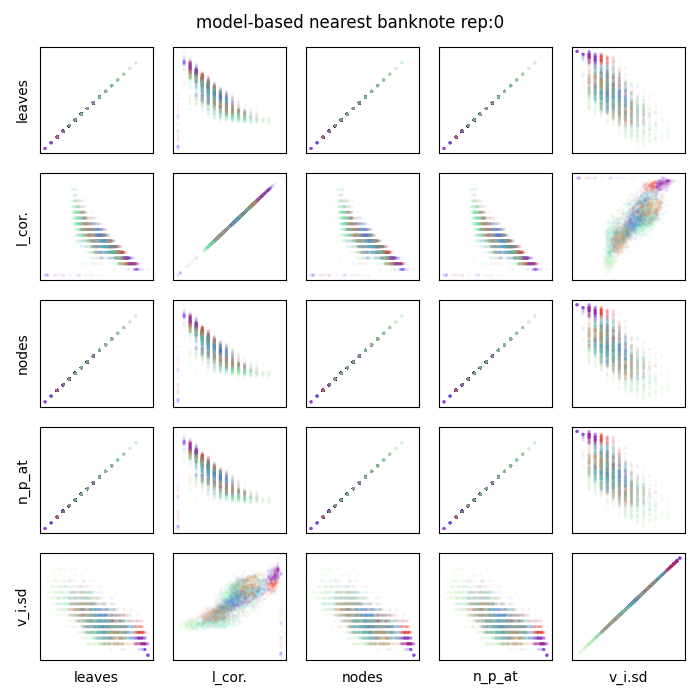 model-based nearest banknote rep:0
leaves
l_cor.
nodes
n_p_at
v_i.sd
leaves
l_cor.
nodes
n_p_at
v_i.sd